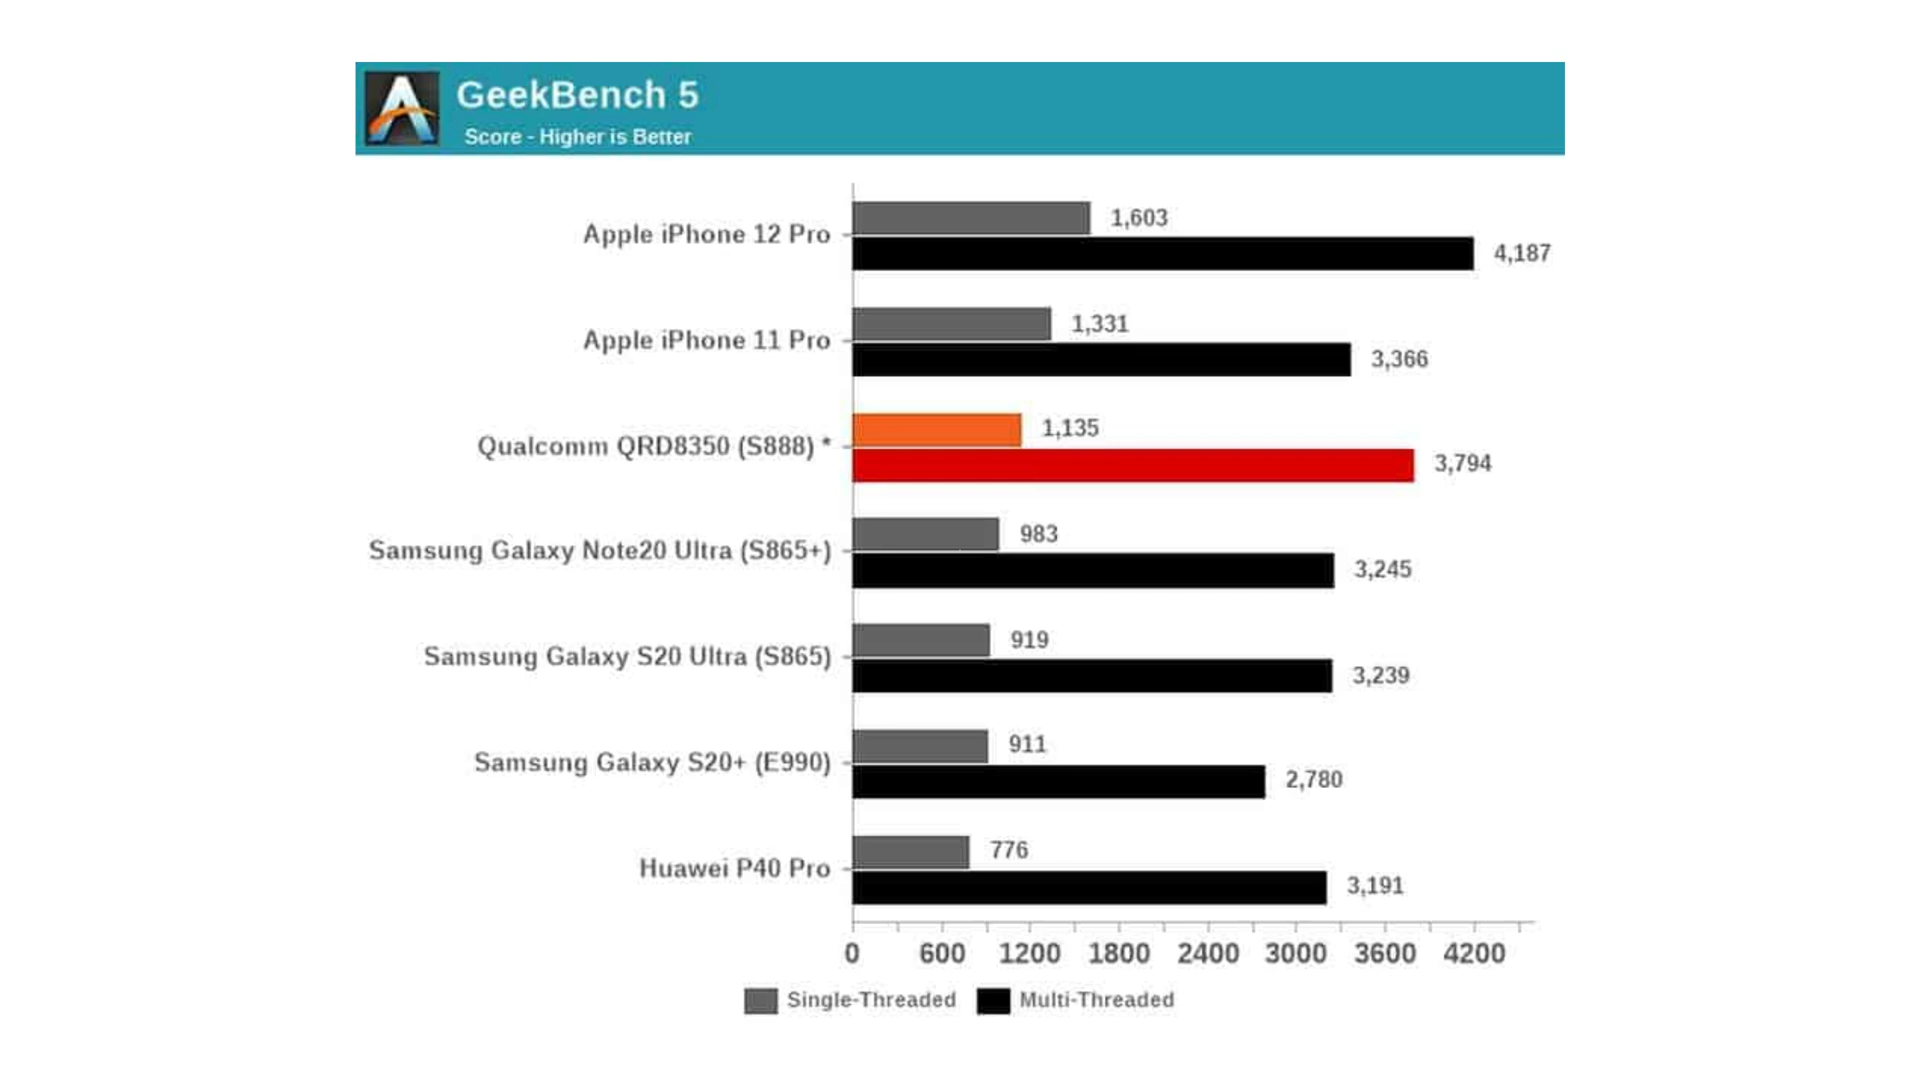 GeekBench 5
Score - Higher is Better
Apple iPhone 12 Pro
1,603
4,187
Apple iPhone 11 Pro
1,331
3,366
Qualcomm QRD8350 (S888) *
1,135
3,794
Samsung Galaxy Note20 Ultra (S865+)
983
3,245
Samsung Galaxy S20 Ultra (S865)
919
3,239
Samsung Galaxy S20+ (E990)
911
2,780
Huawei P40 Pro
776
3,191
0 600 1200 1800 2400 3000 3600 4200
Single-Threaded Multi-Threaded